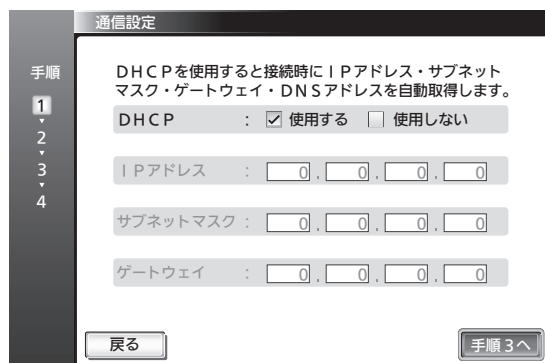 通信設定
手順
1
2
3
4
DHCPを使用すると接続時にIPアドレス・サブネット
マスク・ゲートウェイ・DNSアドレスを自動取得します。
DHCP : 使用する 使用しない
IPアドレス : 0 . 0 . 0 . 0
サブネットマスク : 0 . 0 . 0 . 0
ゲートウェイ : 0 . 0 . 0 . 0
戻る 手順3へ